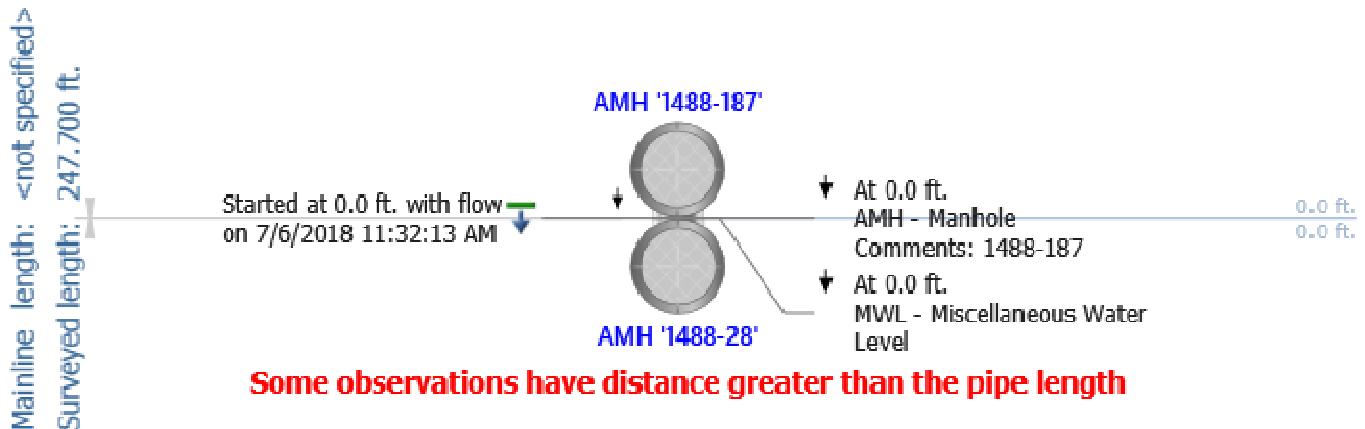 Mainline length: <not specified>
Surveyed length: 247.700 ft.
AMH '1488-187'
Started at 0.0 ft. with flow
on 7/6/2018 11:32:13 AM
At 0.0 ft.
AMH - Manhole
Comments: 1488-187
0.0 ft.
0.0 ft.
At 0.0 ft.
MWL - Miscellaneous Water
Level
AMH '1488-28'
Some observations have distance greater than the pipe length